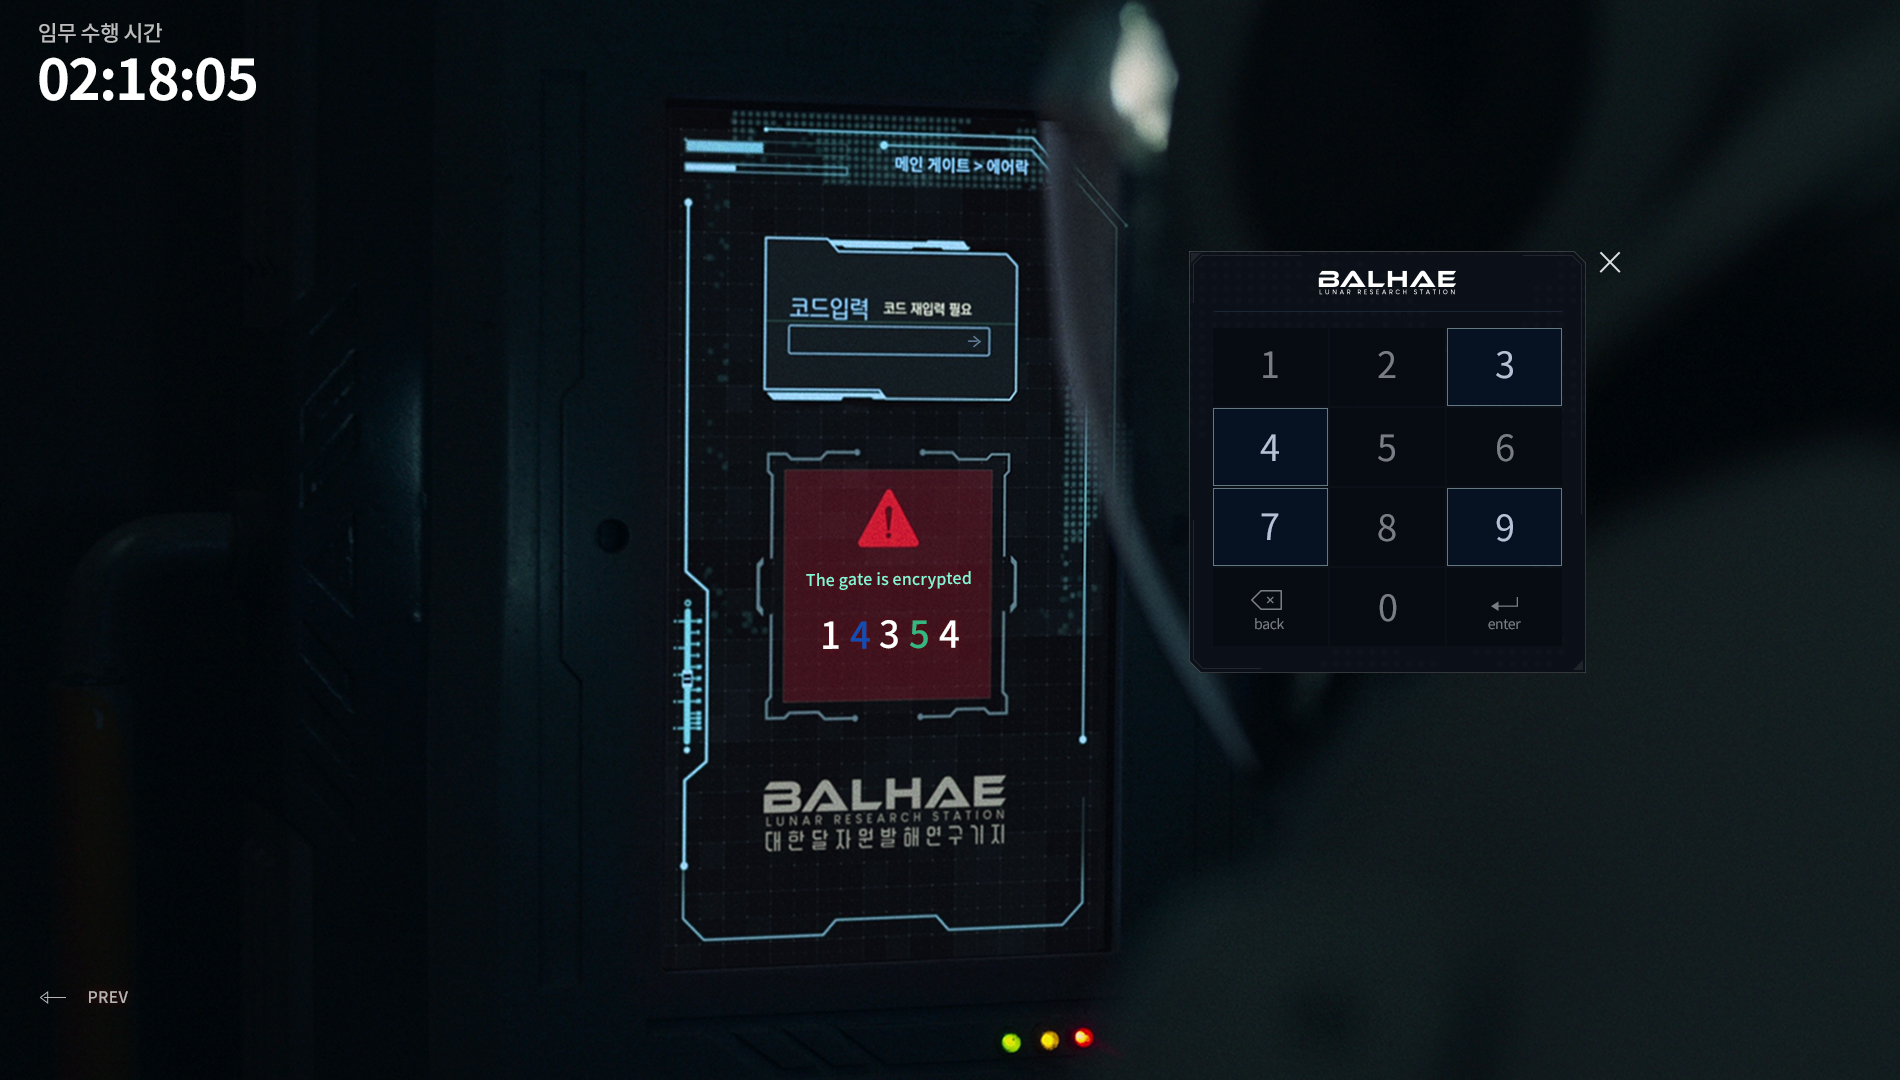 임무 수행 시간
02:18:05
메인 게이트 > 에어락
코드입력 코드 재입력 필요
The gate is encrypted
1 4 3 5 4
BALHAE
LUNAR RESEARCH STATION
대한달자원발해연구기지
BALHAE
LUNAR RESEARCH STATION
1 2 3
4 5 6
7 8 9
back 0 enter
PREV